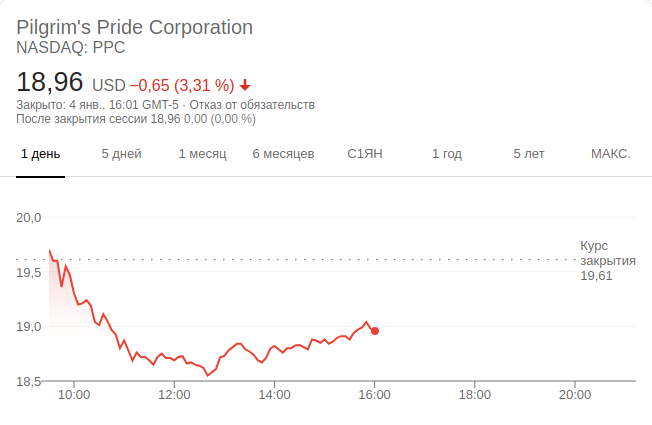 Pilgrim's Pride Corporation
NASDAQ: PPC
18,96 USD −0,65 (3,31 %)
Закрыто: 4 янв., 16:01 GMT-5 · Отказ от обязательств
После закрытия сессии 18,96 0,00 (0,00 %)
1 день 5 дней 1 месяц 6 месяцев С1ЯН 1 год 5 лет МАКС.
20,0
Курс
закрытия
19,61
19,5
19,0
18,5
10:00 12:00 14:00 16:00 18:00 20:00